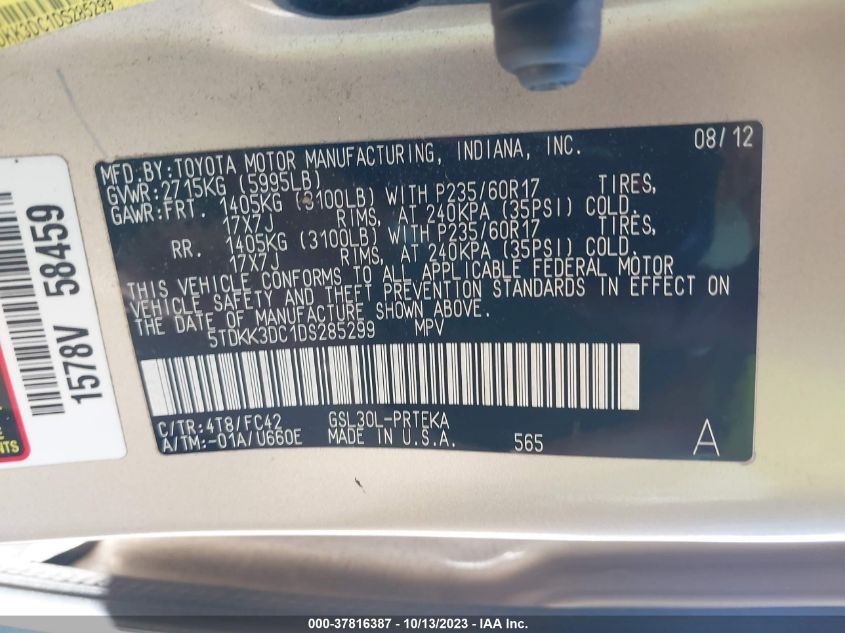 DKK3DC1DS285299
1578V 58459
NTS
MFD.BY:TOYOTA MOTOR MANUFACTURING, INDIANA, INC. 08/12
GVWR:2715KG (5995LB)
GAWR:FRT. 1405KG (3100LB) WITH P235/60R17 TIRES,
17X7J RIMS, AT 240KPA (35PSI) COLD.
RR. 1405KG (3100LB) WITH P235/60R17 TIRES,
17X7J RIMS, AT 240KPA (35PSI) COLD.
THIS VEHICLE CONFORMS TO ALL APPLICABLE FEDERAL MOTOR
VEHICLE SAFETY AND THEFT PREVENTION STANDARDS IN EFFECT ON
THE DATE OF MANUFACTURE SHOWN ABOVE.
5TDKK3DC1DS285299 MPV
C/TR:4T8/FC42 GSL30L-PRTEKA
A/TM:-01A/U660E MADE IN U.S.A. 565 A
000-37816387 - 10/13/2023 - IAA Inc.